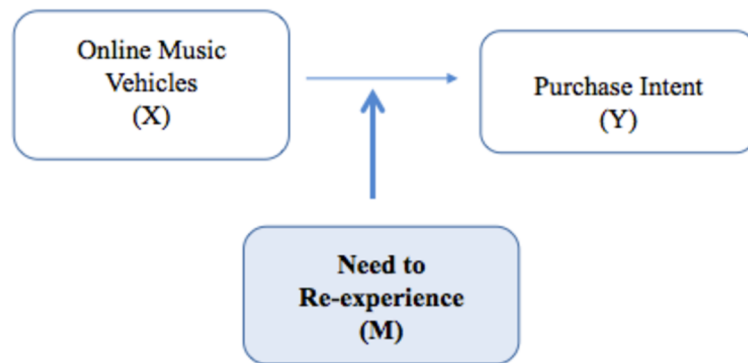 Online Music
Vehicles
(X)
Purchase Intent
(Y)
Need to
Re-experience
(M)